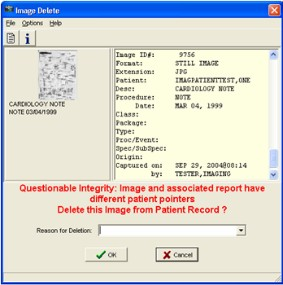 Image Delete
File Options Help
CARDIOLOGY NOTE
NOTE 03/04/1999
Image ID#: 9756
Format: STILL IMAGE
Extension: JPG
Patient: IMAGPATIENTTEST,ONE
Desc: CARDIOLOGY NOTE
Procedure: NOTE
Date: MAR 04, 1999
Class:
Package:
Type:
Proc/Event:
Spec/SubSpec:
Origin:
Captured on: SEP 29, 2004@08:14
by: TESTER,IMAGING
Questionable Integrity: Image and associated report have
different patient pointers
Delete this Image from Patient Record ?
Reason for Deletion:
OK
Cancel